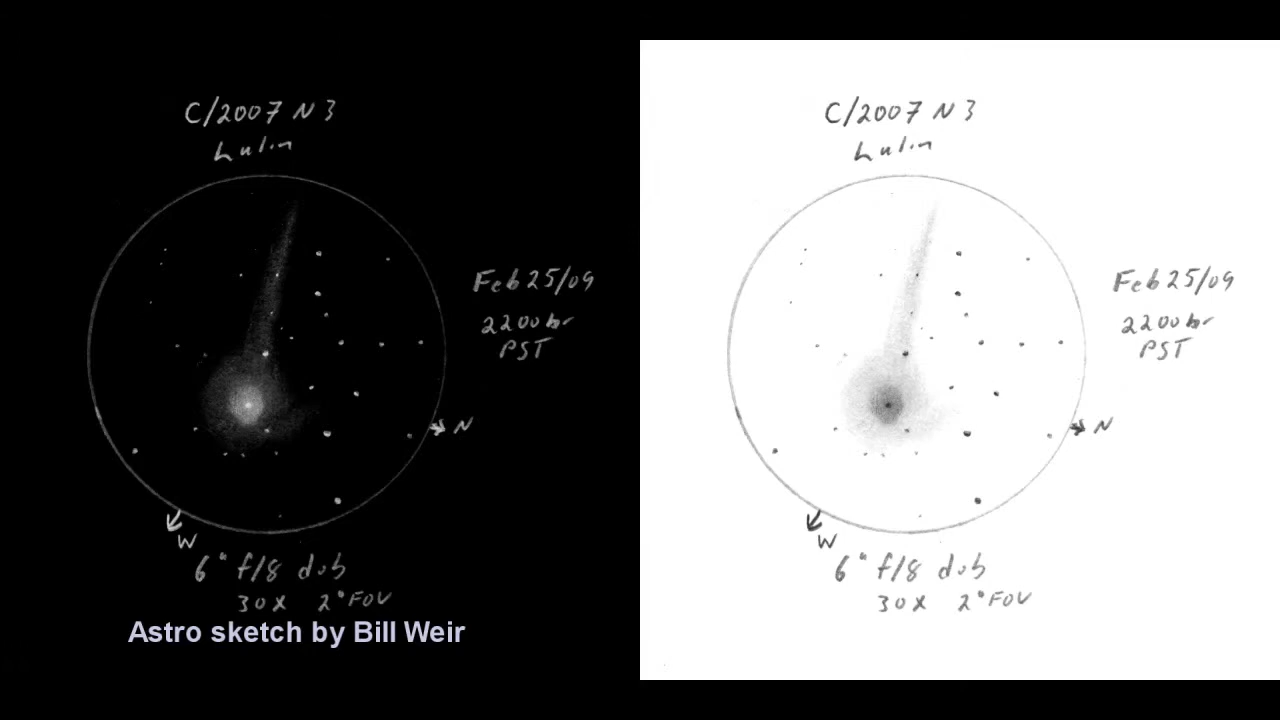 C/2007 N3
Lulin
Feb 25/09
2200 hr
PST
N
W
6" f/8 dob
30X 2°FOV
Astro sketch by Bill Weir
C/2007 N3
Lulin
Feb 25/09
2200 hr
PST
N
W
6" f/8 dob
30X 2°FOV